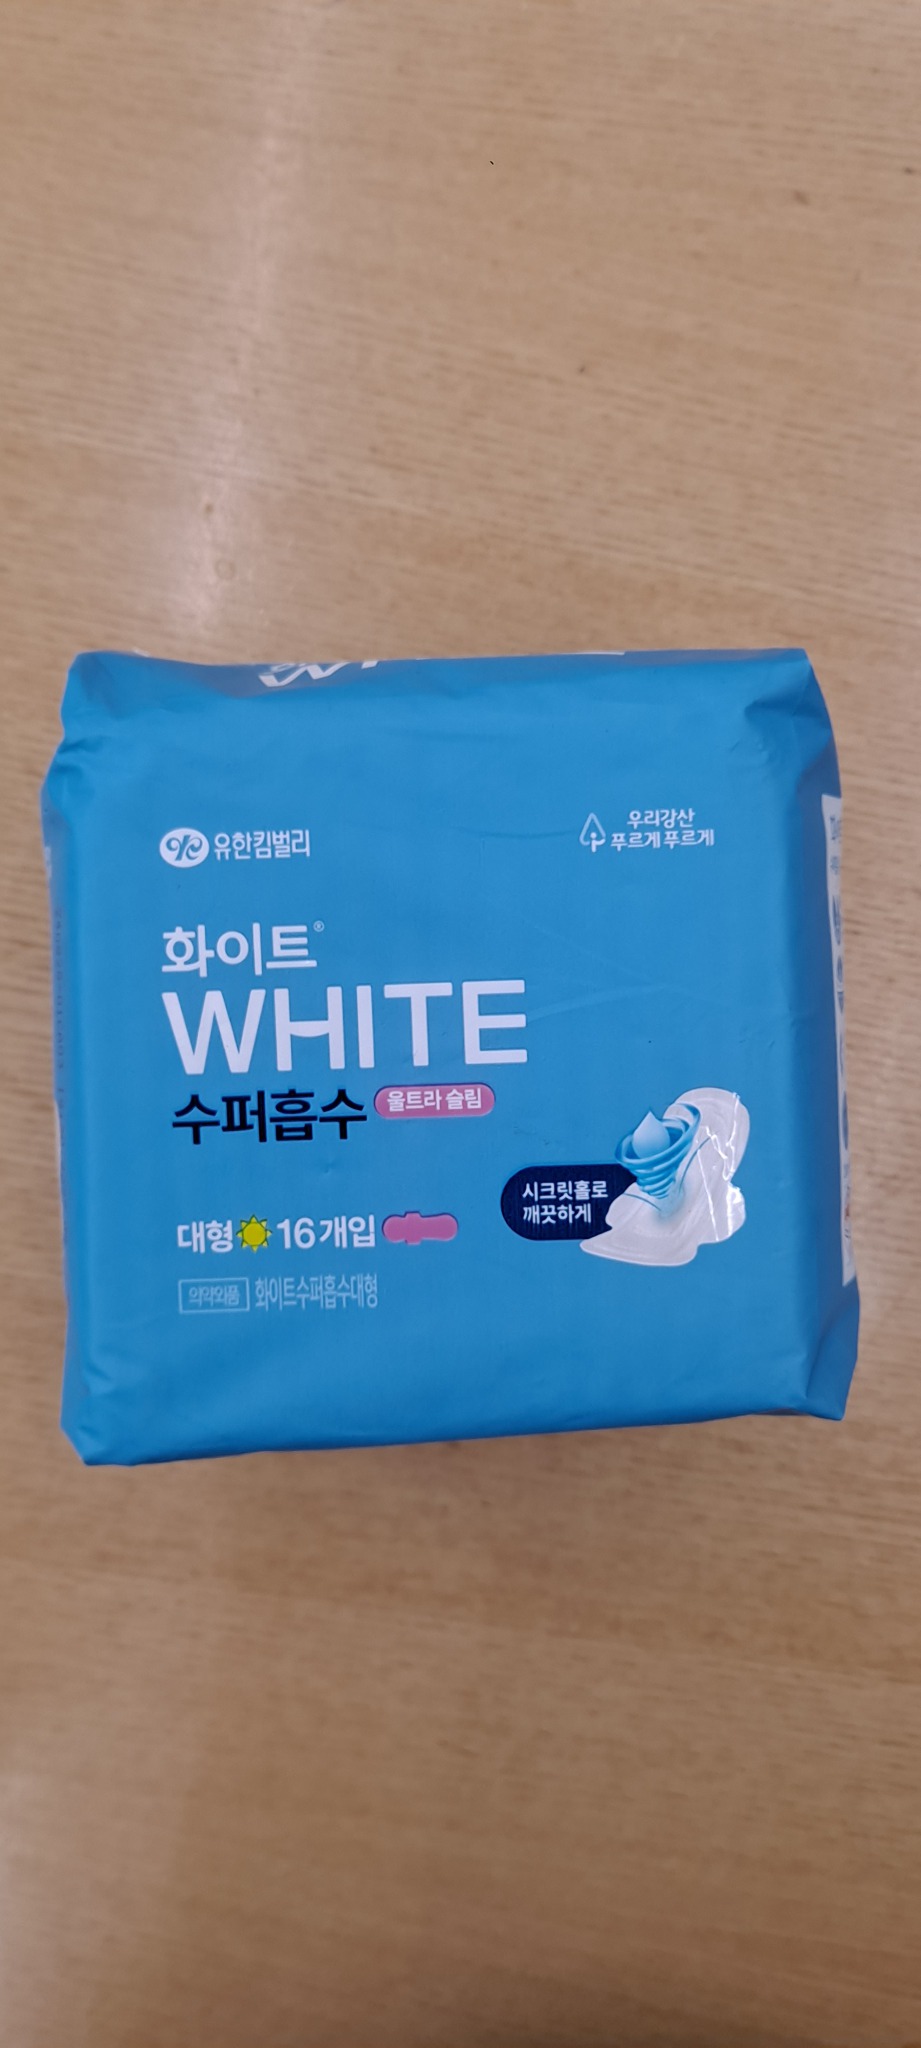 유한킴벌리
우리강산
푸르게 푸르게
화이트®
WHITE
수퍼흡수 울트라 슬림
시크릿홀로
깨끗하게
대형 16개입
의약외품 화이트수퍼흡수대형